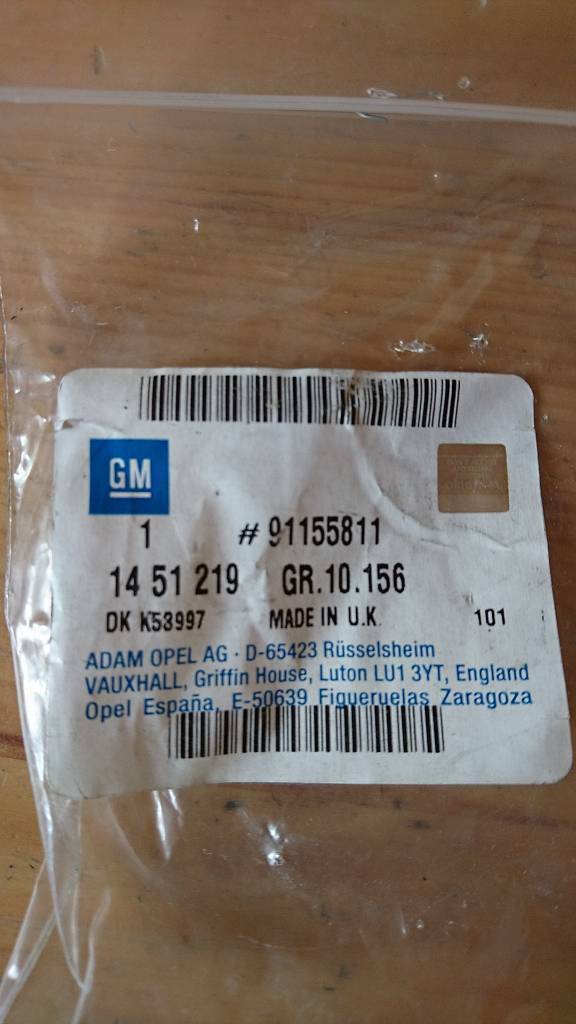 GM
1 # 91155811
14 51 219 GR.10.156
DK K53997 MADE IN U.K. 101
ADAM OPEL AG · D-65423 Rüsselsheim
VAUXHALL, Griffin House, Luton LU1 3YT, England
Opel España, E-50639 Figueruelas Zaragoza